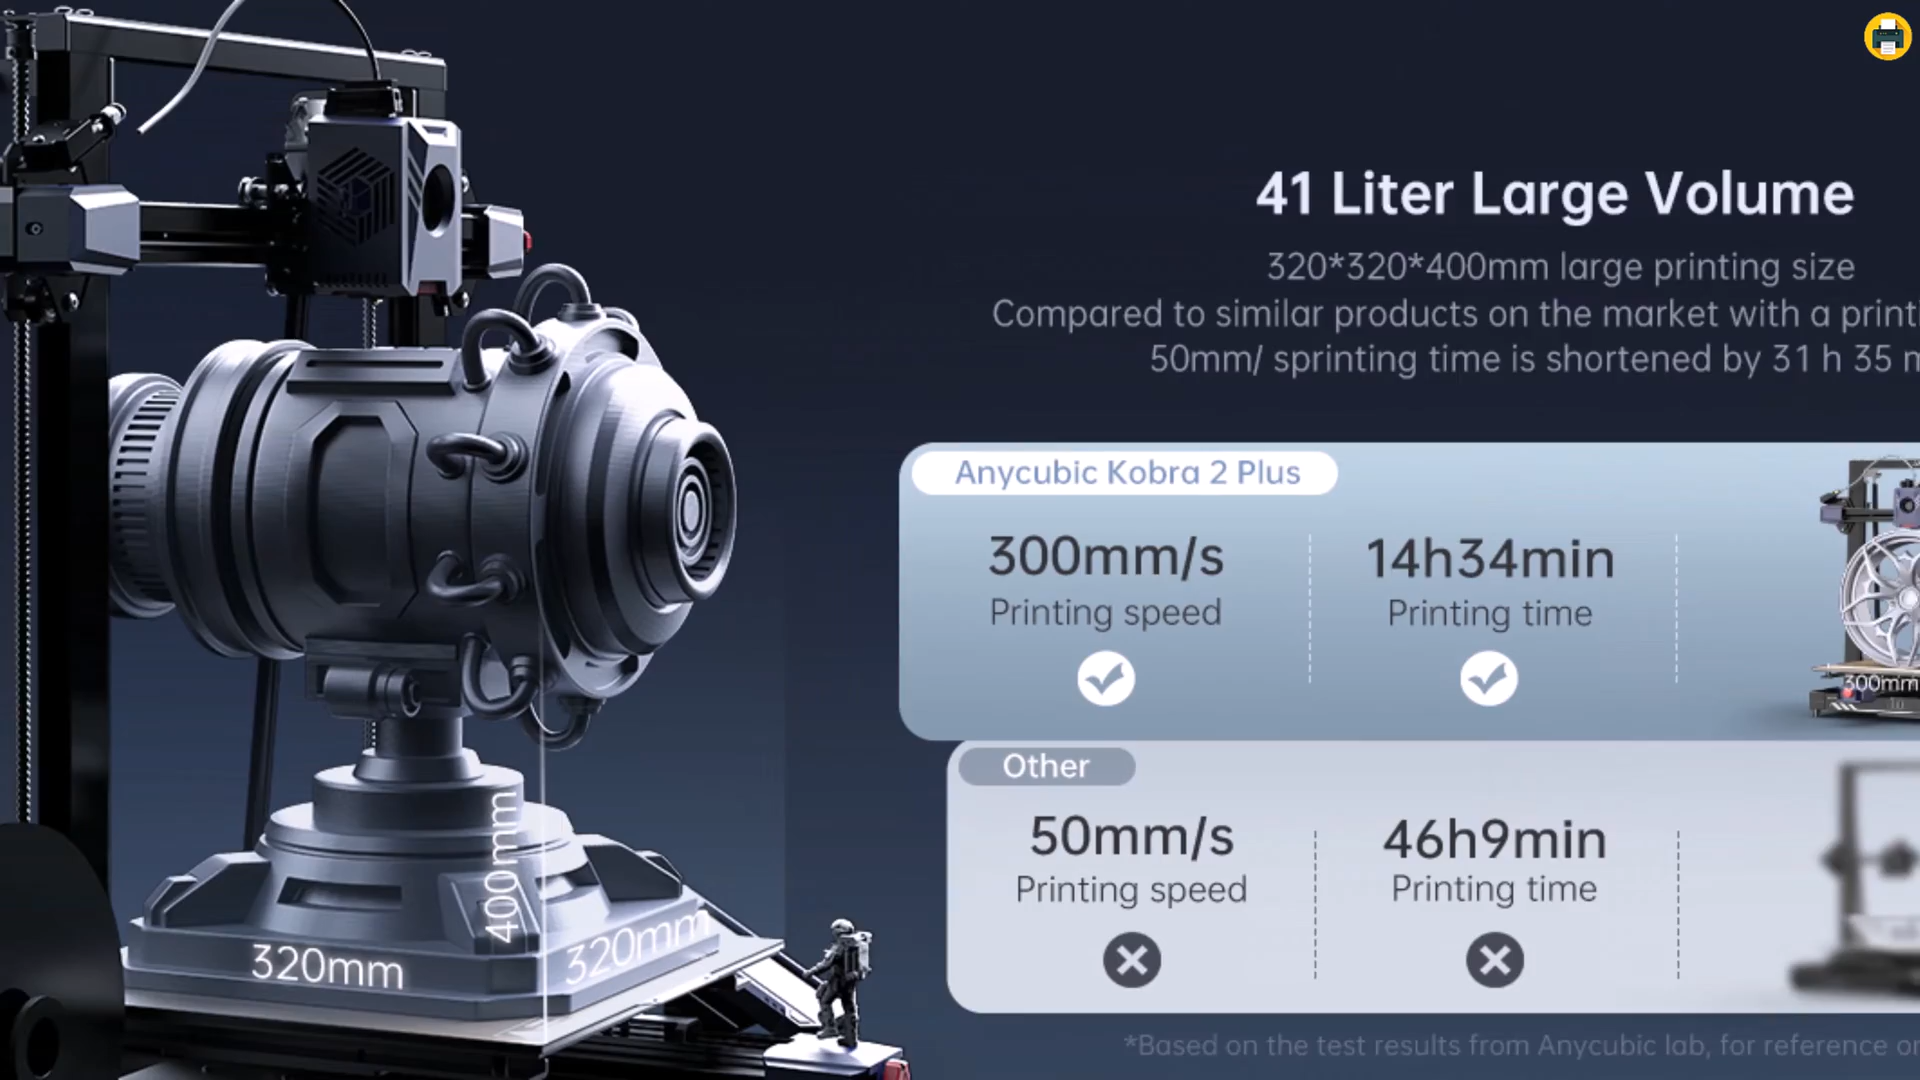 41 Liter Large Volume
320*320*400mm large printing size
Compared to similar products on the market with a print
50mm/ sprinting time is shortened by 31 h 35 m
Anycubic Kobra 2 Plus
300mm/s
Printing speed
14h34min
Printing time
300mm
Other
50mm/s
Printing speed
46h9min
Printing time
400mm
320mm
320mm
*Based on the test results from Anycubic lab, for reference on